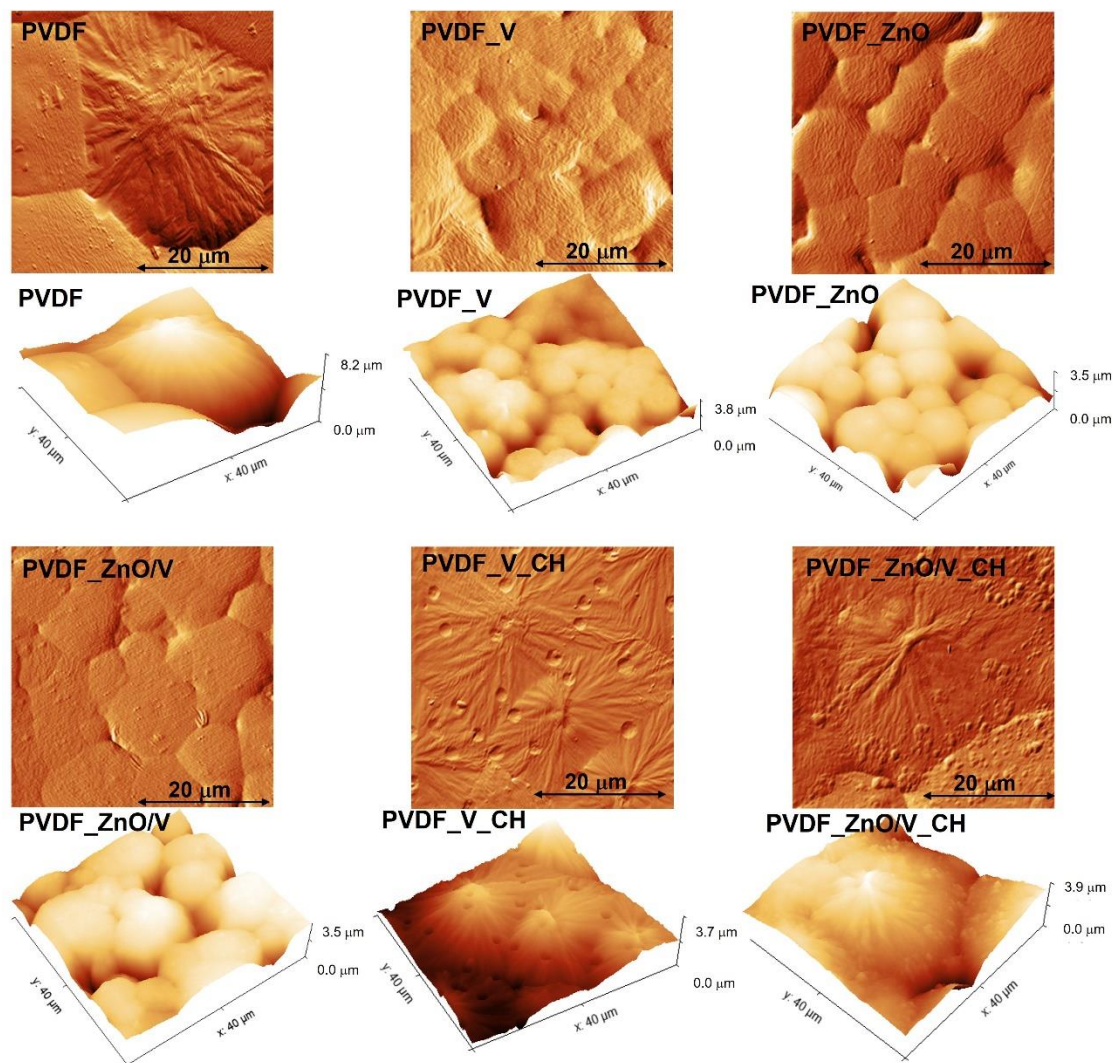 PVDF
PVDF_V
PVDF_ZnO
20 μm
20 μm
20 μm
PVDF
PVDF_V
PVDF_ZnO
8.2 μm
0.0 μm
y: 40 μm
x: 40 μm
3.8 μm
0.0 μm
y: 40 μm
x: 40 μm
3.5 μm
0.0 μm
y: 40 μm
x: 40 μm
PVDF_ZnO/V
PVDF_V_CH
PVDF_ZnO/V_CH
20 μm
20 μm
20 μm
PVDF_ZnO/V
PVDF_V_CH
PVDF_ZnO/V_CH
3.5 μm
0.0 μm
y: 40 μm
x: 40 μm
3.7 μm
0.0 μm
y: 40 μm
x: 40 μm
3.9 μm
0.0 μm
y: 40 μm
x: 40 μm